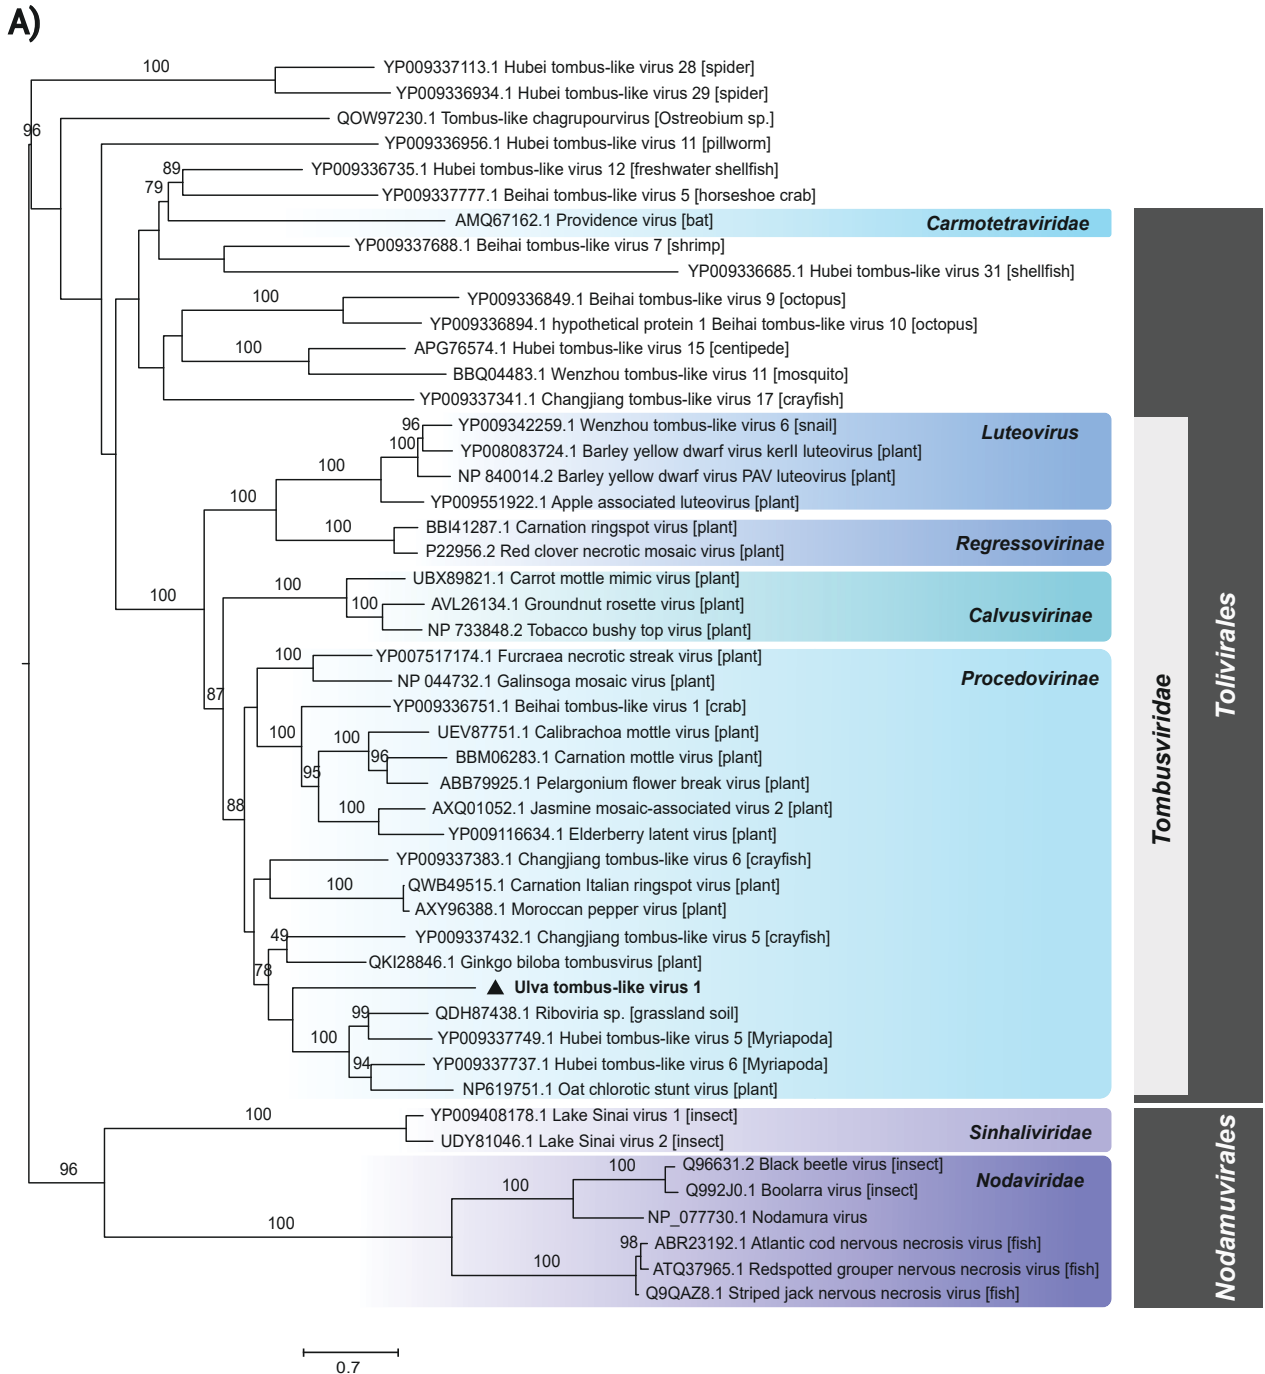 A)
100
YP009337113.1 Hubei tombus-like virus 28 [spider]
YP009336934.1 Hubei tombus-like virus 29 [spider]
96
QOW97230.1 Tombus-like chagrupourvirus [Ostreobium sp.]
YP009336956.1 Hubei tombus-like virus 11 [pillworm]
89
YP009336735.1 Hubei tombus-like virus 12 [freshwater shellfish]
79
YP009337777.1 Beihai tombus-like virus 5 [horseshoe crab]
AMQ67162.1 Providence virus [bat]
Carmotetraviridae
YP009337688.1 Beihai tombus-like virus 7 [shrimp]
YP009336685.1 Hubei tombus-like virus 31 [shellfish]
100
YP009336849.1 Beihai tombus-like virus 9 [octopus]
YP009336894.1 hypothetical protein 1 Beihai tombus-like virus 10 [octopus]
100
APG76574.1 Hubei tombus-like virus 15 [centipede]
BBQ04483.1 Wenzhou tombus-like virus 11 [mosquito]
YP009337341.1 Changjiang tombus-like virus 17 [crayfish]
96
YP009342259.1 Wenzhou tombus-like virus 6 [snail]
Luteovirus
100
YP008083724.1 Barley yellow dwarf virus kerII luteovirus [plant]
100
NP 840014.2 Barley yellow dwarf virus PAV luteovirus [plant]
100
YP009551922.1 Apple associated luteovirus [plant]
100
BBI41287.1 Carnation ringspot virus [plant]
P22956.2 Red clover necrotic mosaic virus [plant]
Regressovirinae
100
100
UBX89821.1 Carrot mottle mimic virus [plant]
100
AVL26134.1 Groundnut rosette virus [plant]
NP 733848.2 Tobacco bushy top virus [plant]
Calvusvirinae
100
YP007517174.1 Furcraea necrotic streak virus [plant]
NP 044732.1 Galinsoga mosaic virus [plant]
Procedovirinae
87
YP009336751.1 Beihai tombus-like virus 1 [crab]
100
100
UEV87751.1 Calibrachoa mottle virus [plant]
96
BBM06283.1 Carnation mottle virus [plant]
95
ABB79925.1 Pelargonium flower break virus [plant]
88
100
AXQ01052.1 Jasmine mosaic-associated virus 2 [plant]
YP009116634.1 Elderberry latent virus [plant]
YP009337383.1 Changjiang tombus-like virus 6 [crayfish]
100
QWB49515.1 Carnation Italian ringspot virus [plant]
AXY96388.1 Moroccan pepper virus [plant]
49
YP009337432.1 Changjiang tombus-like virus 5 [crayfish]
78
QKI28846.1 Ginkgo biloba tombusvirus [plant]
Ulva tombus-like virus 1
99
QDH87438.1 Riboviria sp. [grassland soil]
100
YP009337749.1 Hubei tombus-like virus 5 [Myriapoda]
94
YP009337737.1 Hubei tombus-like virus 6 [Myriapoda]
NP619751.1 Oat chlorotic stunt virus [plant]
Tombusviridae
Tolivirales
100
YP009408178.1 Lake Sinai virus 1 [insect]
UDY81046.1 Lake Sinai virus 2 [insect]
Sinhaliviridae
96
100
Q96631.2 Black beetle virus [insect]
Nodaviridae
100
Q992J0.1 Boolarra virus [insect]
100
NP_077730.1 Nodamura virus
98
ABR23192.1 Atlantic cod nervous necrosis virus [fish]
100
ATQ37965.1 Redspotted grouper nervous necrosis virus [fish]
Q9QAZ8.1 Striped jack nervous necrosis virus [fish]
Nodamuvirales
0.7